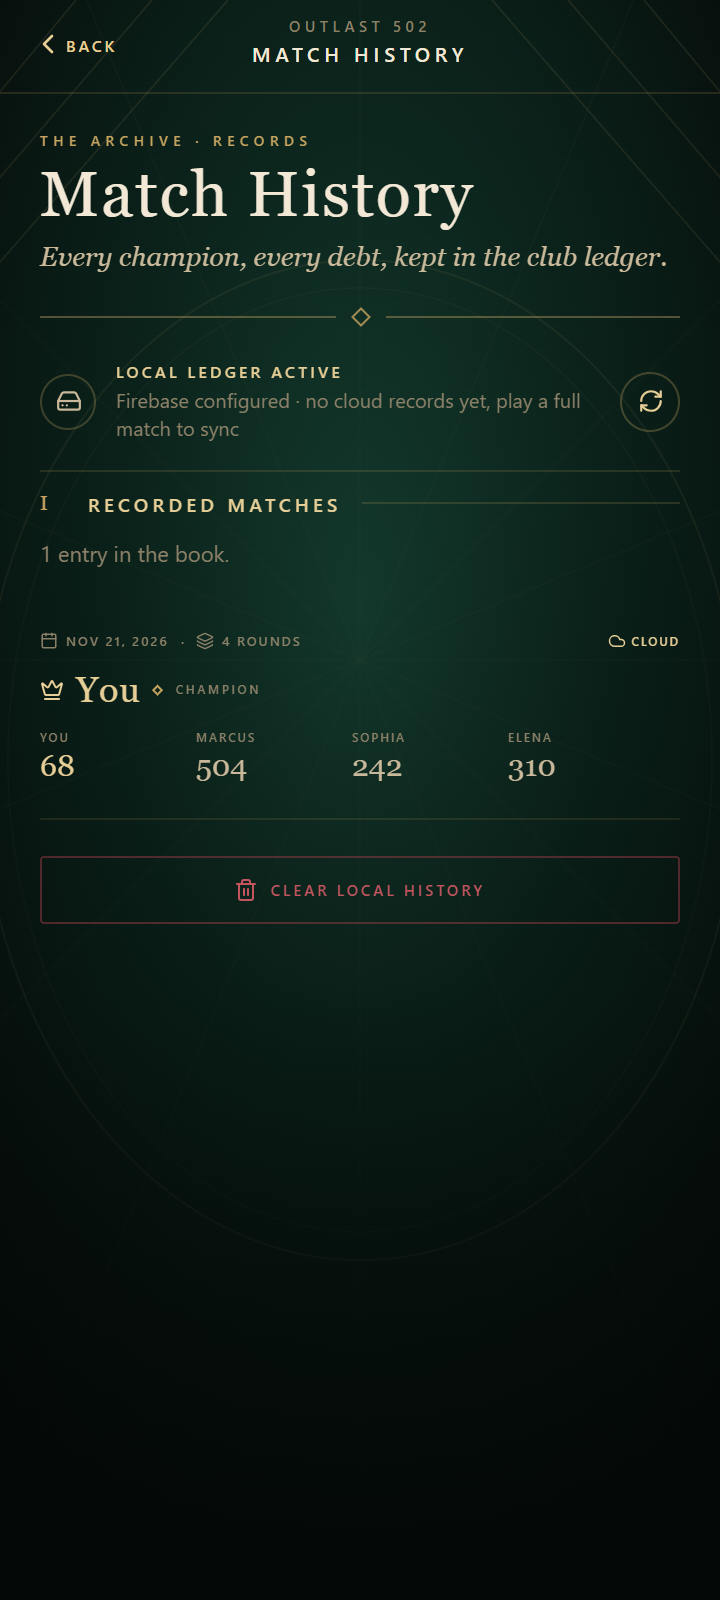 OUTLAST 502
BACK
MATCH HISTORY
THE ARCHIVE · RECORDS
Match History
Every champion, every debt, kept in the club ledger.
LOCAL LEDGER ACTIVE
Firebase configured · no cloud records yet, play a full
match to sync
I RECORDED MATCHES
1 entry in the book.
NOV 21, 2026 · 4 ROUNDS CLOUD
You CHAMPION
YOU MARCUS SOPHIA ELENA
68 504 242 310
CLEAR LOCAL HISTORY